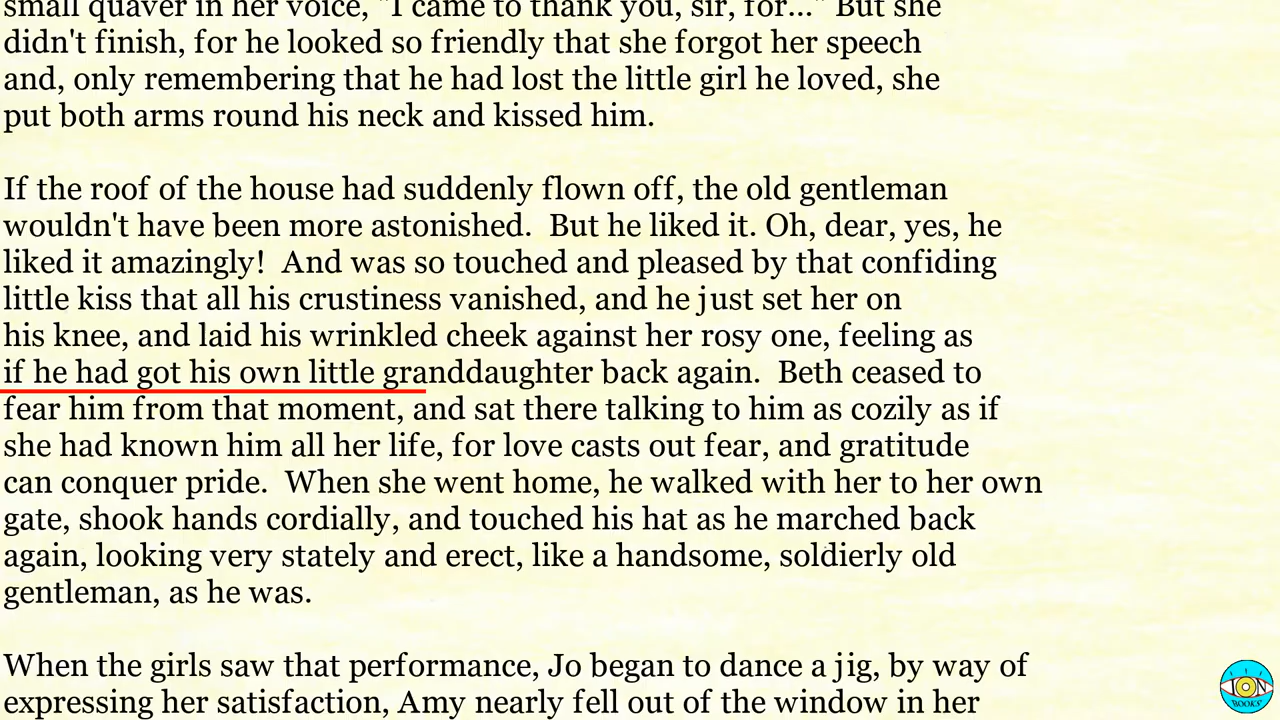 small quaver in her voice, "I came to thank you, sir, for..." But she
didn't finish, for he looked so friendly that she forgot her speech
and, only remembering that he had lost the little girl he loved, she
put both arms round his neck and kissed him.
If the roof of the house had suddenly flown off, the old gentleman
wouldn't have been more astonished.  But he liked it. Oh, dear, yes, he
liked it amazingly!  And was so touched and pleased by that confiding
little kiss that all his crustiness vanished, and he just set her on
his knee, and laid his wrinkled cheek against her rosy one, feeling as
if he had got his own little granddaughter back again.  Beth ceased to
fear him from that moment, and sat there talking to him as cozily as if
she had known him all her life, for love casts out fear, and gratitude
can conquer pride.  When she went home, he walked with her to her own
gate, shook hands cordially, and touched his hat as he marched back
again, looking very stately and erect, like a handsome, soldierly old
gentleman, as he was.
When the girls saw that performance, Jo began to dance a jig, by way of
expressing her satisfaction, Amy nearly fell out of the window in her
ION
BOOKS